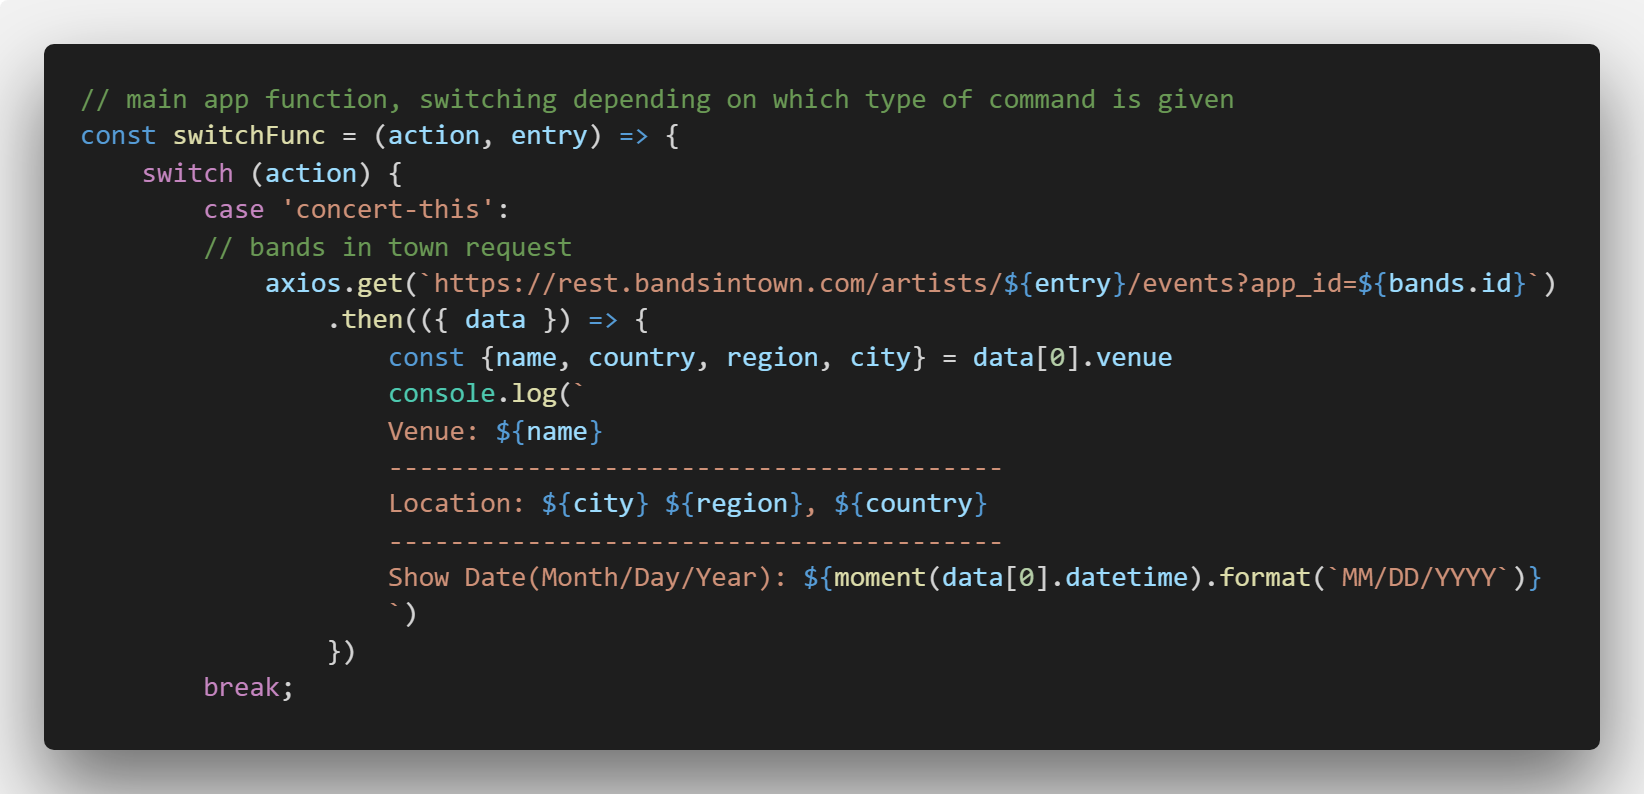 // main app function, switching depending on which type of command is given
const switchFunc = (action, entry) => {
    switch (action) {
        case 'concert-this':
        // bands in town request
            axios.get(`https://rest.bandsintown.com/artists/${entry}/events?app_id=${bands.id}`)
                .then(({ data }) => {
                    const {name, country, region, city} = data[0].venue
                    console.log(`
                    Venue: ${name}
                    ----------------------------------------
                    Location: ${city} ${region}, ${country}
                    ----------------------------------------
                    Show Date(Month/Day/Year): ${moment(data[0].datetime).format(`MM/DD/YYYY`)}
                    `)
                })
        break;